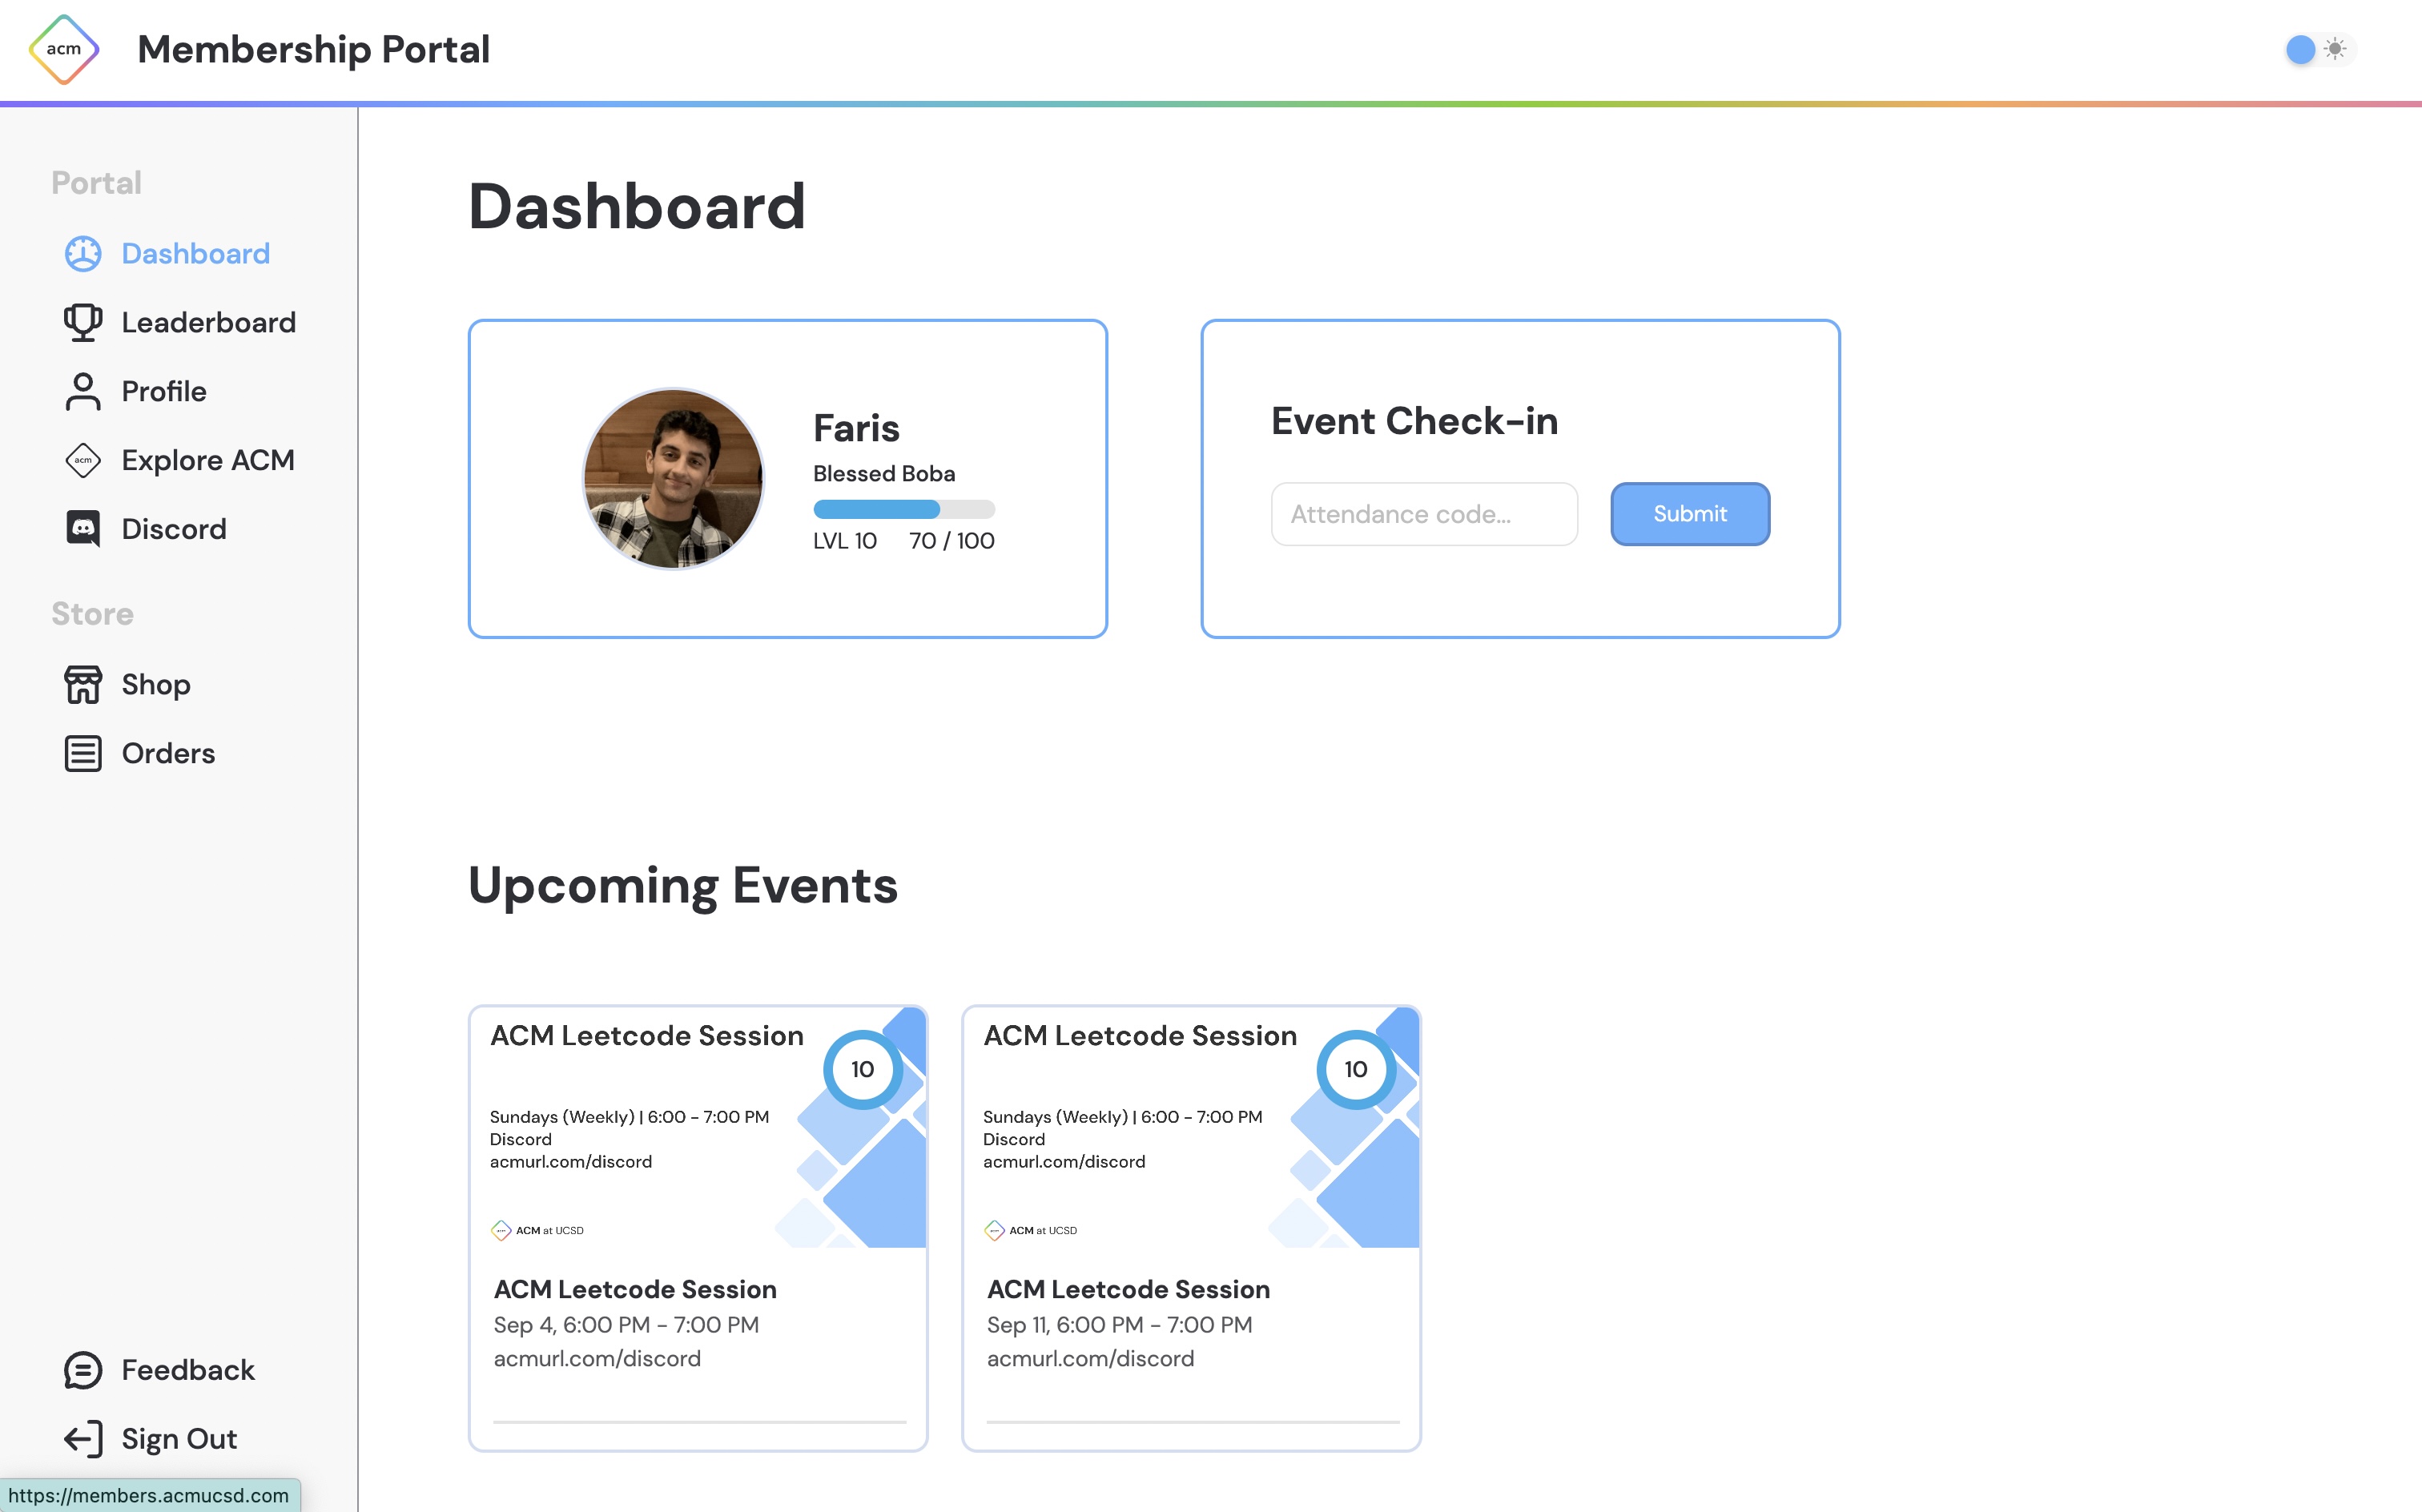 acm
Membership Portal
Portal
Dashboard
Leaderboard
Profile
acm
Explore ACM
Discord
Store
Shop
Orders
Feedback
Sign Out
https://members.acmucsd.com
Dashboard
Faris
Blessed Boba
LVL 10 70 / 100
Event Check-in
Attendance code...
Submit
Upcoming Events
ACM Leetcode Session
10
Sundays (Weekly) | 6:00 - 7:00 PM
Discord
acmurl.com/discord
ACM at UCSD
ACM Leetcode Session
Sep 4, 6:00 PM - 7:00 PM
acmurl.com/discord
ACM Leetcode Session
10
Sundays (Weekly) | 6:00 - 7:00 PM
Discord
acmurl.com/discord
ACM at UCSD
ACM Leetcode Session
Sep 11, 6:00 PM - 7:00 PM
acmurl.com/discord